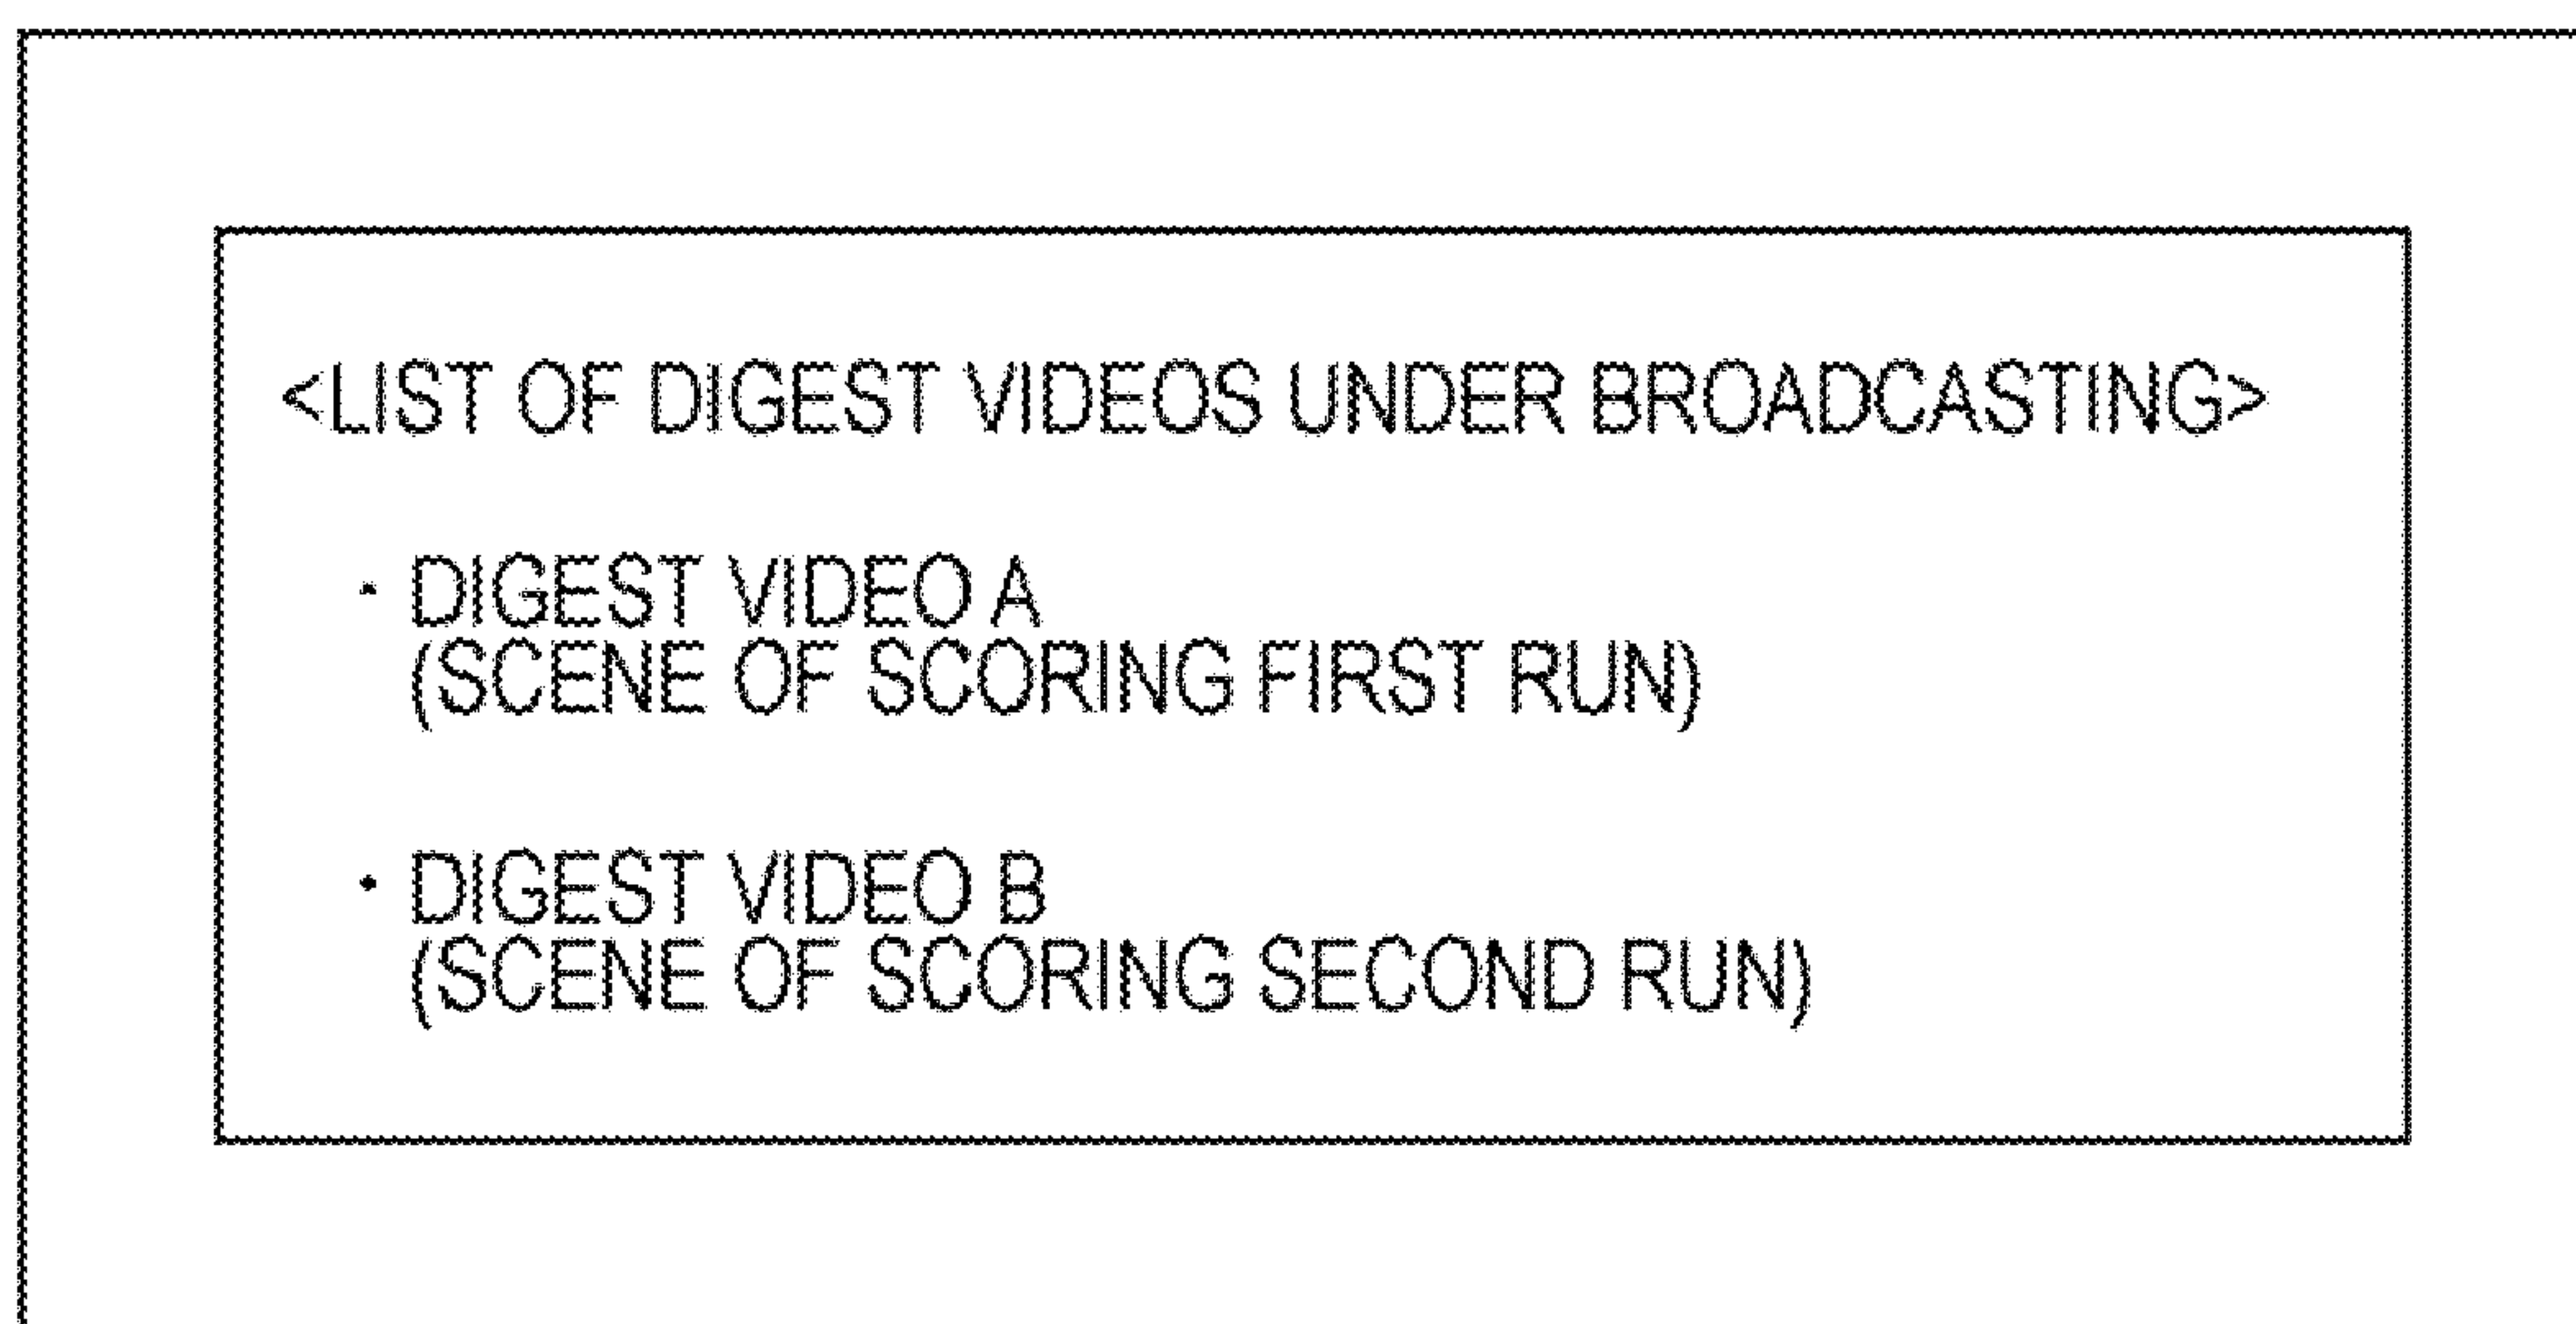 <LIST OF DIGEST VIDEOS UNDER BROADCASTING>
· DIGEST VIDEO A
(SCENE OF SCORING FIRST RUN)
· DIGEST VIDEO B
(SCENE OF SCORING SECOND RUN)